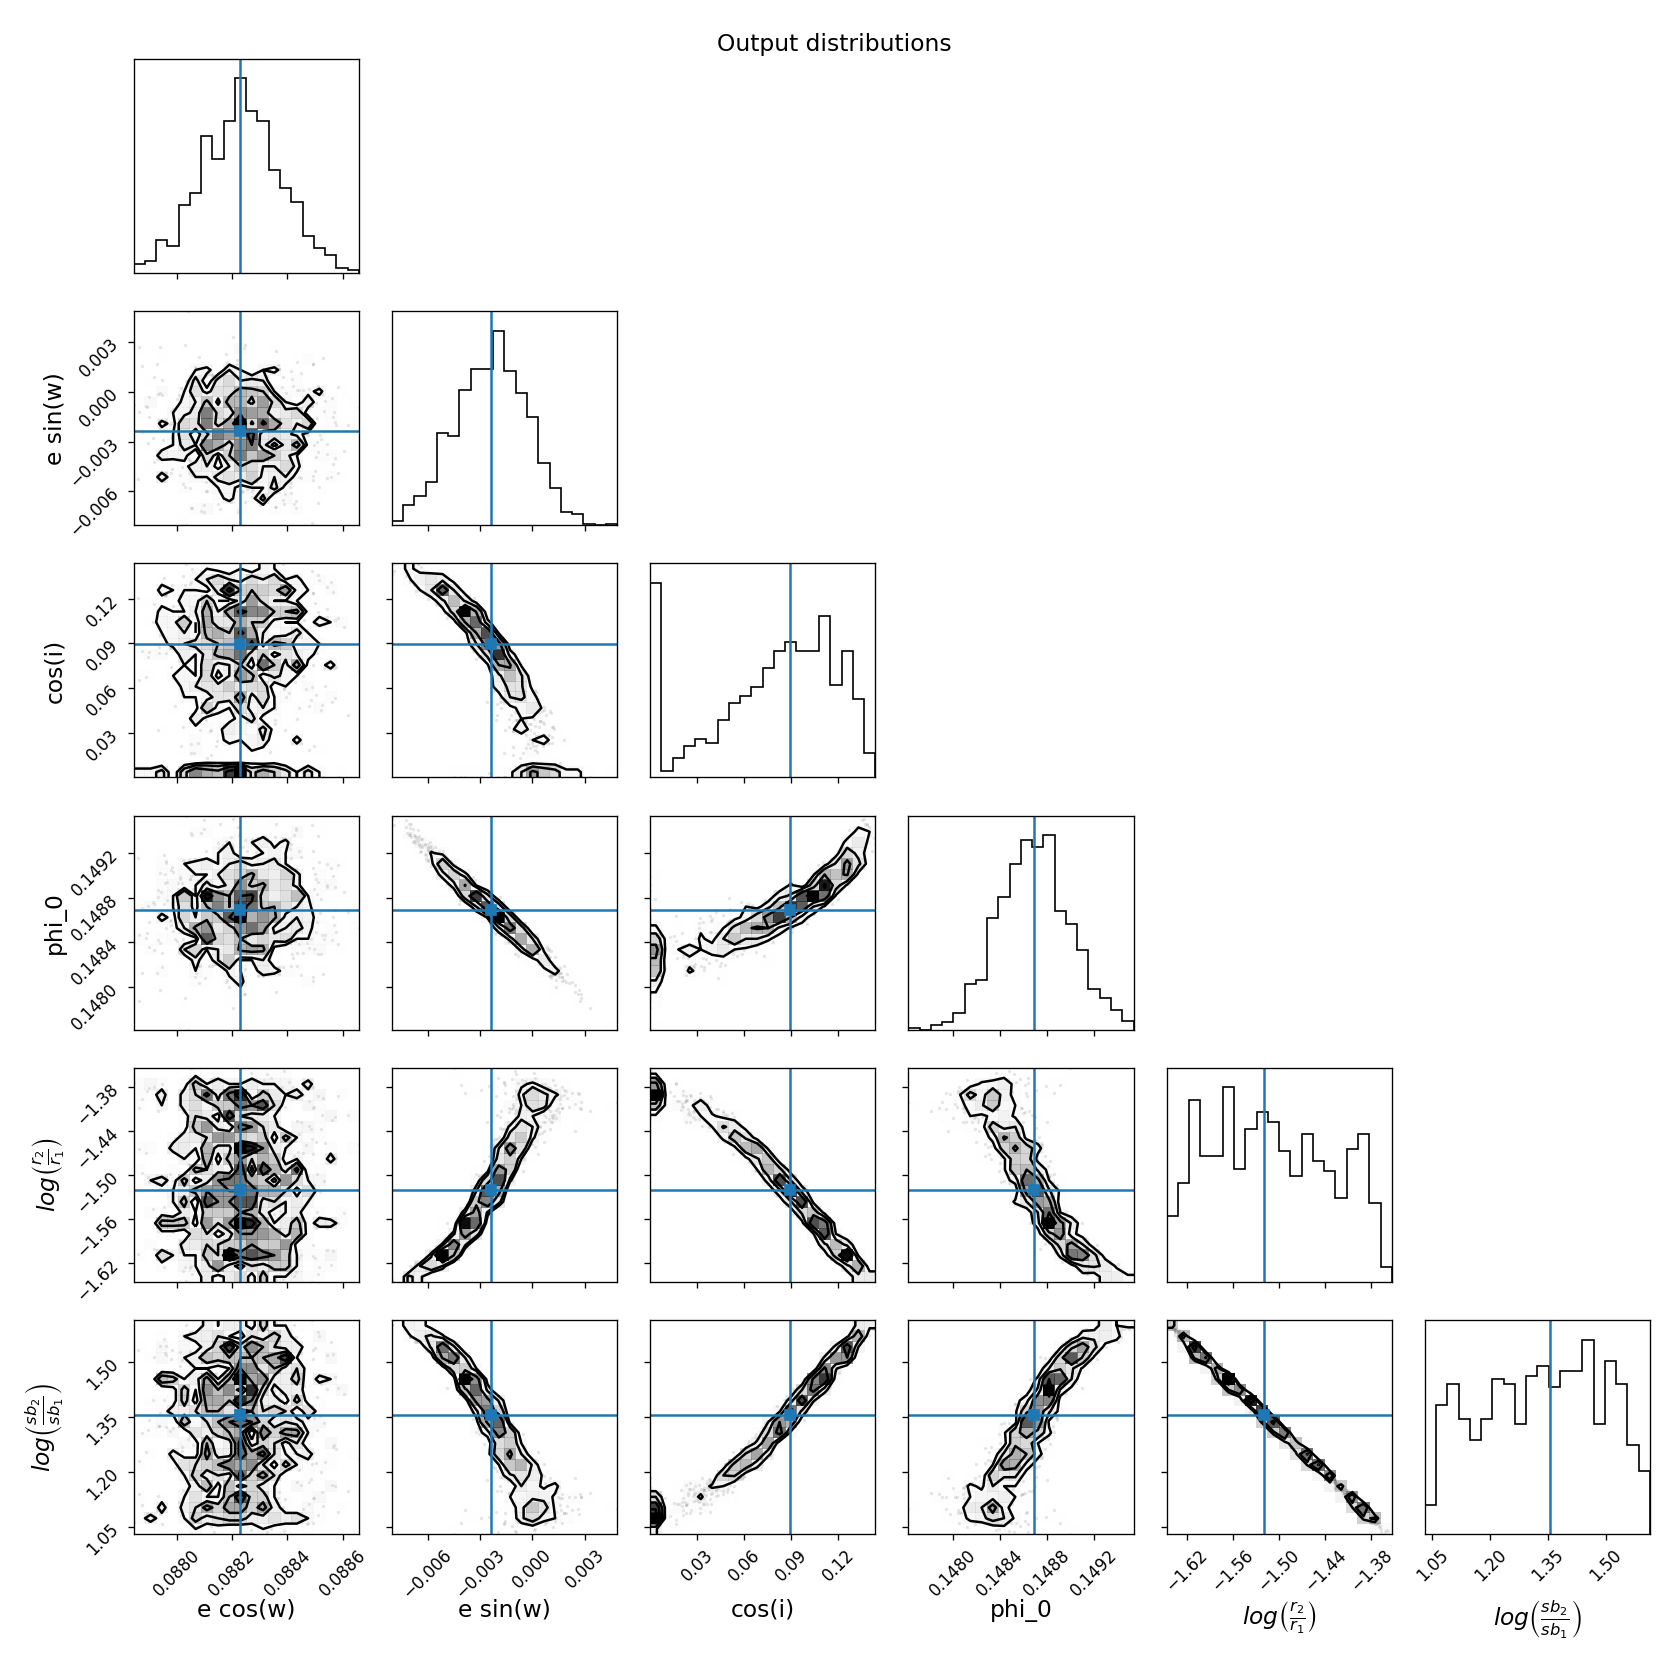 Output distributions
e sin(w)
0.003
0.000
−0.003
−0.006
cos(i)
0.12
0.09
0.06
0.03
phi_0
0.1492
0.1488
0.1484
0.1480
log(r₂/r₁)
−1.38
−1.44
−1.50
−1.56
−1.62
log(sb₂/sb₁)
1.50
1.35
1.20
1.05
0.0880 0.0882 0.0884 0.0886 −0.006 −0.003 0.000 0.003 0.03 0.06 0.09 0.12 0.1480 0.1484 0.1488 0.1492 −1.62 −1.56 −1.50 −1.44 −1.38 1.05 1.20 1.35 1.50
e cos(w) e sin(w) cos(i) phi_0 log(r₂/r₁) log(sb₂/sb₁)